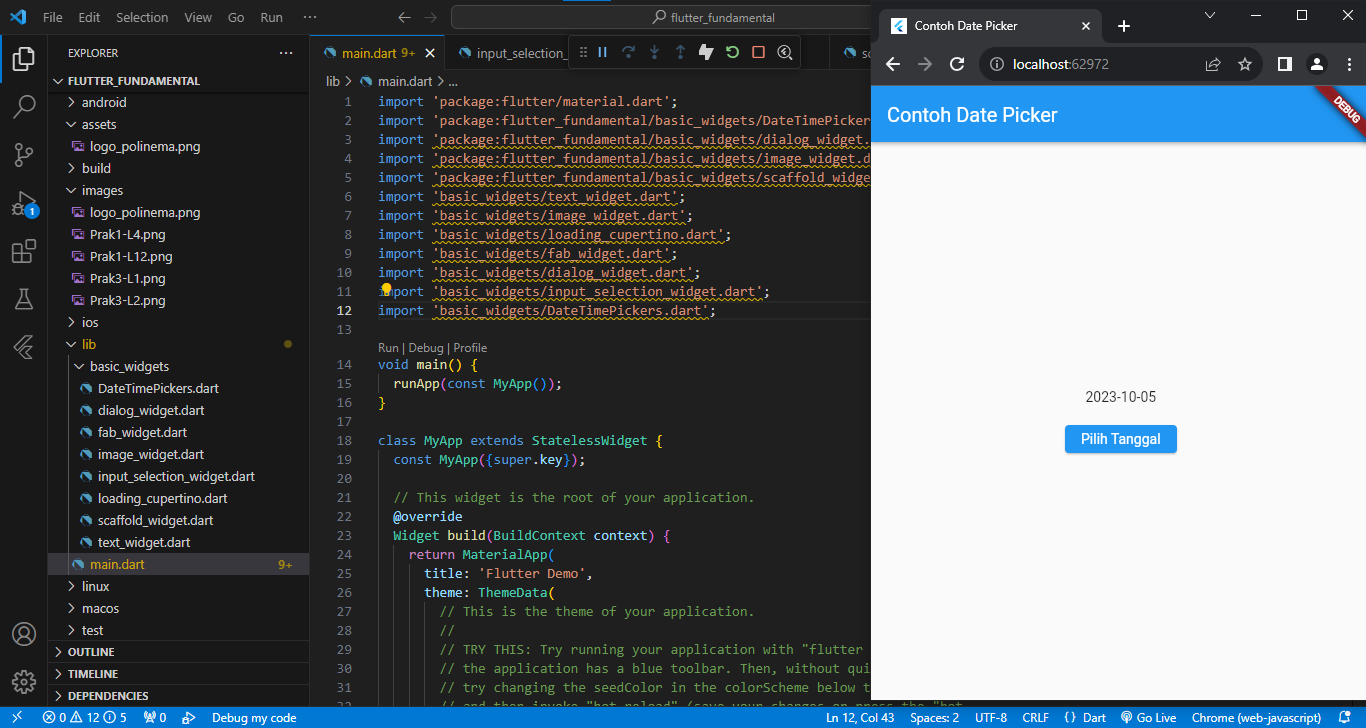 File Edit Selection View Go Run ···
flutter_fundamental
EXPLORER
FLUTTER_FUNDAMENTAL
android
assets
logo_polinema.png
build
images
logo_polinema.png
Prak1-L4.png
Prak1-L12.png
Prak3-L1.png
Prak3-L2.png
ios
lib
basic_widgets
DateTimePickers.dart
dialog_widget.dart
fab_widget.dart
image_widget.dart
input_selection_widget.dart
loading_cupertino.dart
scaffold_widget.dart
text_widget.dart
main.dart 9+
linux
macos
test
OUTLINE
TIMELINE
DEPENDENCIES
1
main.dart 9+
input_selection_
sc
lib > main.dart > ...
1 import 'package:flutter/material.dart';
2 import 'package:flutter_fundamental/basic_widgets/DateTimePicker
3 import 'package:flutter_fundamental/basic_widgets/dialog_widget.
4 import 'package:flutter_fundamental/basic_widgets/image_widget.d
5 import 'package:flutter_fundamental/basic_widgets/scaffold_widge
6 import 'basic_widgets/text_widget.dart';
7 import 'basic_widgets/image_widget.dart';
8 import 'basic_widgets/loading_cupertino.dart';
9 import 'basic_widgets/fab_widget.dart';
10 import 'basic_widgets/dialog_widget.dart';
11 import 'basic_widgets/input_selection_widget.dart';
12 import 'basic_widgets/DateTimePickers.dart';
13
Run | Debug | Profile
14 void main() {
15 runApp(const MyApp());
16 }
17
18 class MyApp extends StatelessWidget {
19 const MyApp({super.key});
20
21 // This widget is the root of your application.
22 @override
23 Widget build(BuildContext context) {
24 return MaterialApp(
25 title: 'Flutter Demo',
26 theme: ThemeData(
27 // This is the theme of your application.
28 //
29 // TRY THIS: Try running your application with "flutter
30 // the application has a blue toolbar. Then, without qui
31 // try changing the seedColor in the colorScheme below t
Contoh Date Picker
localhost:62972
Contoh Date Picker
DEBUG
2023-10-05
Pilih Tanggal
0 12 5 0 Debug my code
Ln 12, Col 43 Spaces: 2 UTF-8 CRLF {} Dart Go Live Chrome (web-javascript)